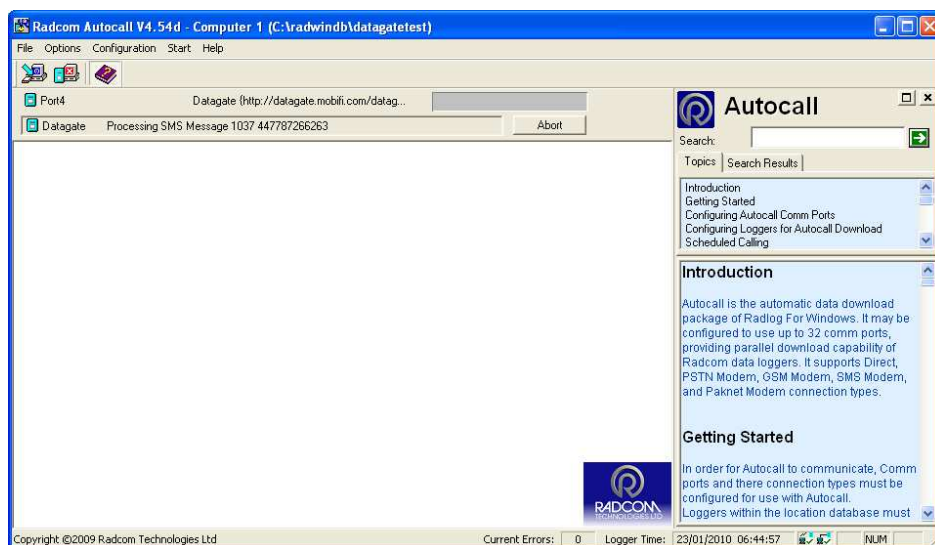 Radcom Autocall V4.54d - Computer 1 (C:\radwindb\datagatetest)
File Options Configuration Start Help
Port4 Datagate (http://datagate.mobifi.com/datag...
Datagate Processing SMS Message 1037 447787266263 Abort
Autocall
Search:
Topics Search Results
Introduction
Getting Started
Configuring Autocall Comm Ports
Configuring Loggers for Autocall Download
Scheduled Calling
Introduction
Autocall is the automatic data download
package of Radlog For Windows. It may be
configured to use up to 32 comm ports,
providing parallel download capability of
Radcom data loggers. It supports Direct,
PSTN Modem, GSM Modem, SMS Modem,
and Paknet Modem connection types.
Getting Started
In order for Autocall to communicate, Comm
ports and there connection types must be
configured for use with Autocall.
Loggers within the location database must
RADCOM
TECHNOLOGIES LTD
Copyright ©2009 Radcom Technologies Ltd Current Errors: 0 Logger Time: 23/01/2010 06:44:57 NUM